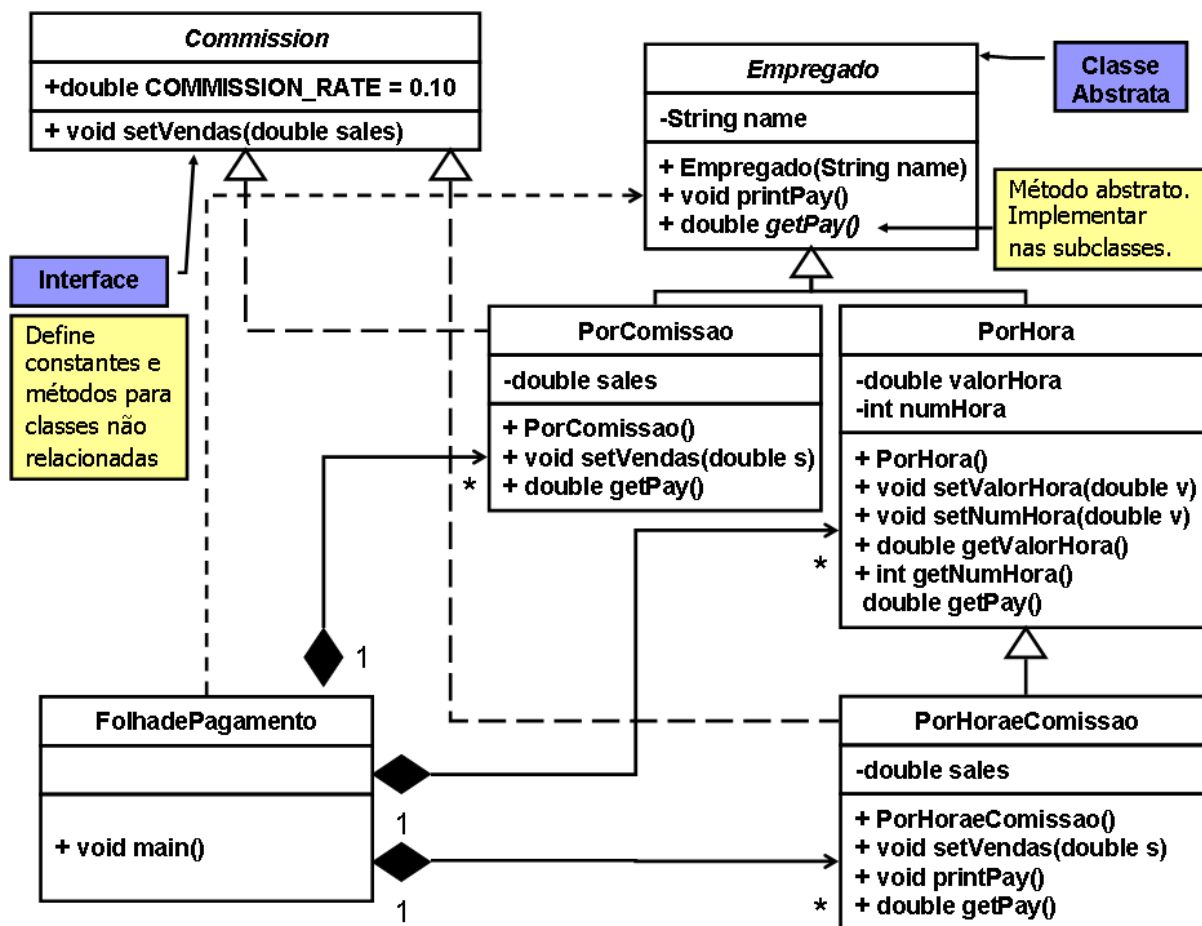 Commission
+double COMMISSION_RATE = 0.10
+ void setVendas(double sales)
Empregado
-String name
+ Empregado(String name)
+ void printPay()
+ double getPay()
Classe
Abstrata
Método abstrato.
Implementar
nas subclasses.
Interface
Define
constantes e
métodos para
classes não
relacionadas
PorComissao
-double sales
+ PorComissao()
+ void setVendas(double s)
+ double getPay()
*
PorHora
-double valorHora
-int numHora
+ PorHora()
+ void setValorHora(double v)
+ void setNumHora(double v)
+ double getValorHora()
+ int getNumHora()
double getPay()
*
1
FolhadePagamento
+ void main()
1
1
PorHoraeComissao
-double sales
+ PorHoraeComissao()
+ void setVendas(double s)
+ void printPay()
+ double getPay()
*